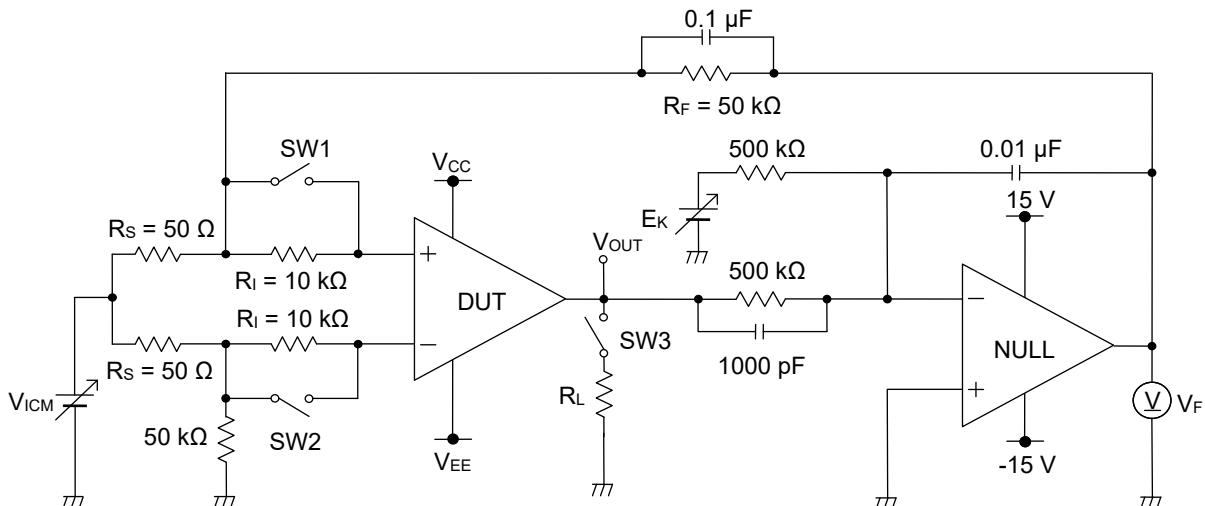 0.1 µF
RF = 50 kΩ
SW1
VCC
500 kΩ
0.01 µF
15 V
RS = 50 Ω
EK
VOUT
RI = 10 kΩ
+
DUT
500 kΩ
RI = 10 kΩ
−
−
NULL
SW3
RS = 50 Ω
1000 pF
VICM
RL
+
V
VF
50 kΩ
SW2
VEE
-15 V